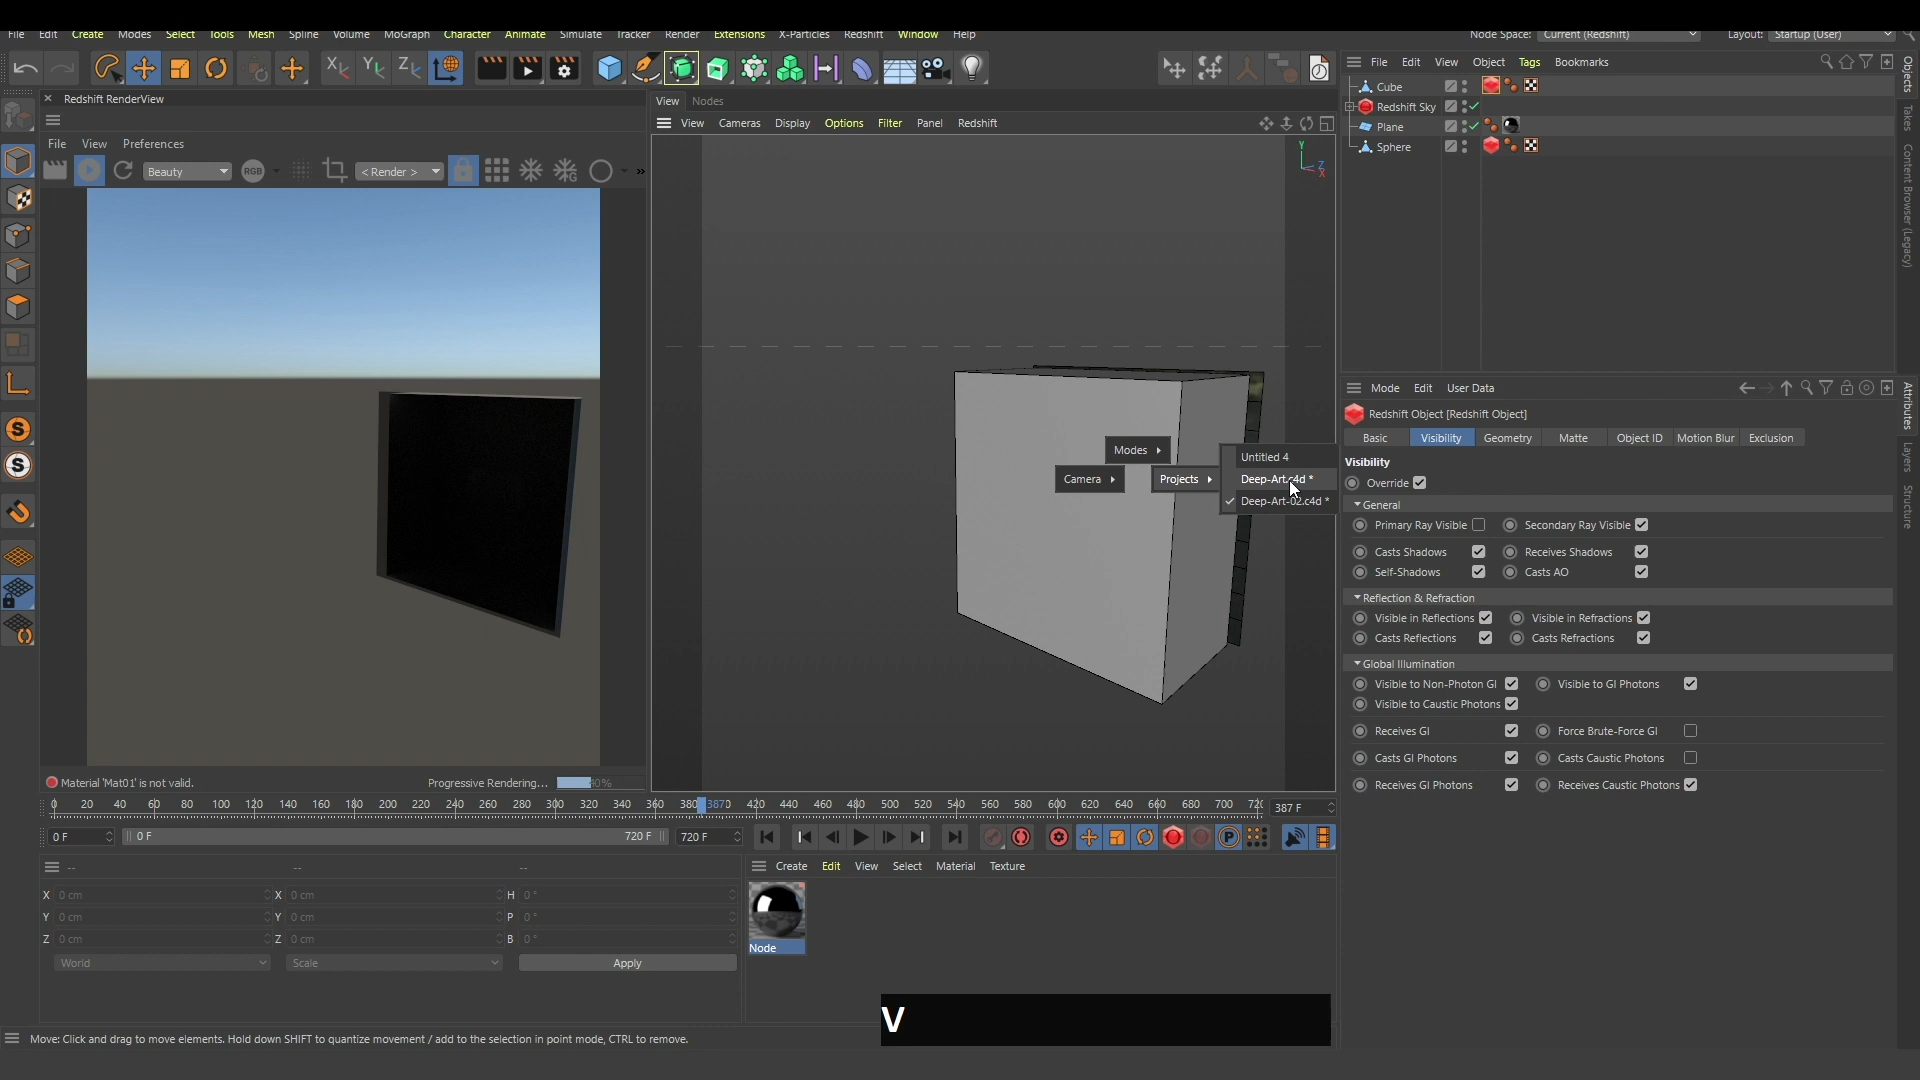 File Edit Create Modes Select Tools Mesh Spline Volume MoGraph Character Animate Simulate Tracker Render Extensions X-Particles Redshift Window Help
Node Space: Current (Redshift) Layout: Startup (User)
X Y Z
Redshift RenderView
File View Preferences
Beauty RGB < Render > G »
View Nodes
View Cameras Display Options Filter Panel Redshift
Y
Z
X
Modes
Camera Projects
Untitled 4
Deep-Art.c4d *
Deep-Art-02.c4d *
Material 'Mat01' is not valid. Progressive Rendering... 40%
File Edit View Object Tags Bookmarks
Cube
Redshift Sky
Plane
Sphere
Objects
Takes
Content Browser (Legacy)
Mode Edit User Data
Redshift Object [Redshift Object]
Basic Visibility Geometry Matte Object ID Motion Blur Exclusion
Visibility
Override
General
Primary Ray Visible Secondary Ray Visible
Casts Shadows Receives Shadows
Self-Shadows Casts AO
Reflection & Refraction
Visible in Reflections Visible in Refractions
Casts Reflections Casts Refractions
Global Illumination
Visible to Non-Photon GI Visible to GI Photons
Visible to Caustic Photons
Receives GI Force Brute-Force GI
Casts GI Photons Casts Caustic Photons
Receives GI Photons Receives Caustic Photons
Attributes
Layers
Structure
S
S
0 20 40 60 80 100 120 140 160 180 200 220 240 260 280 300 320 340 360 380 387 420 440 460 480 500 520 540 560 580 600 620 640 660 680 700 387 F
0 F 0 F 720 F 720 F P
-- -- --
X 0 cm X 0 cm H 0 °
Y 0 cm Y 0 cm P 0 °
Z 0 cm Z 0 cm B 0 °
World Scale Apply
Create Edit View Select Material Texture
Node
V
Move: Click and drag to move elements. Hold down SHIFT to quantize movement / add to the selection in point mode, CTRL to remove.